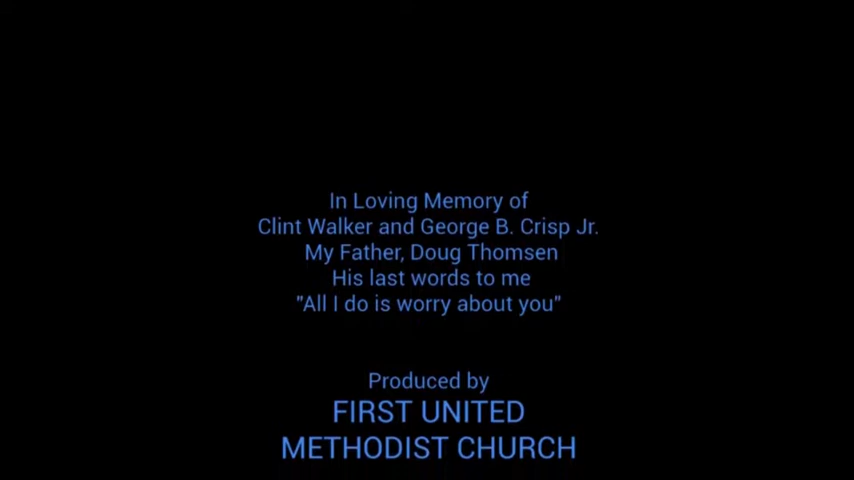 In Loving Memory of
Clint Walker and George B. Crisp Jr.
My Father, Doug Thomsen
His last words to me
"All I do is worry about you"
Produced by
FIRST UNITED
METHODIST CHURCH